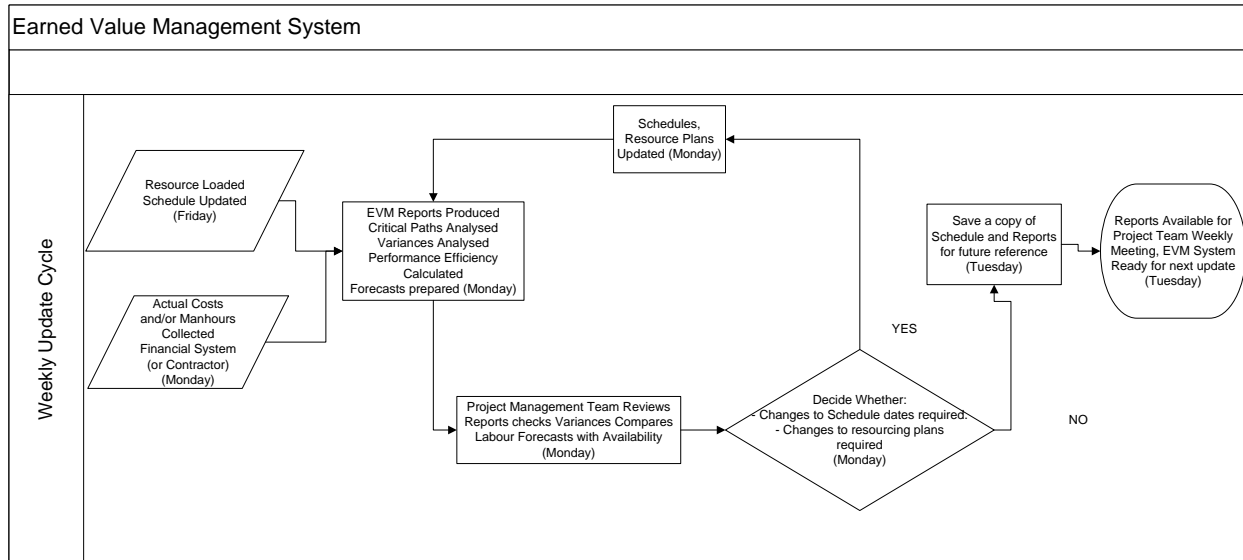 Earned Value Management System
Weekly Update Cycle
Resource Loaded
Schedule Updated
(Friday)
Actual Costs
and/or Manhours
Collected
Financial System
(or Contractor)
(Monday)
EVM Reports Produced
Critical Paths Analysed
Variances Analysed
Performance Efficiency
Calculated
Forecasts prepared (Monday)
Schedules,
Resource Plans
Updated (Monday)
Project Management Team Reviews
Reports checks Variances Compares
Labour Forecasts with Availability
(Monday)
Decide Whether:
- Changes to Schedule dates required.
- Changes to resourcing plans
required
(Monday)
YES
NO
Save a copy of
Schedule and Reports
for future reference
(Tuesday)
Reports Available for
Project Team Weekly
Meeting, EVM System
Ready for next update
(Tuesday)